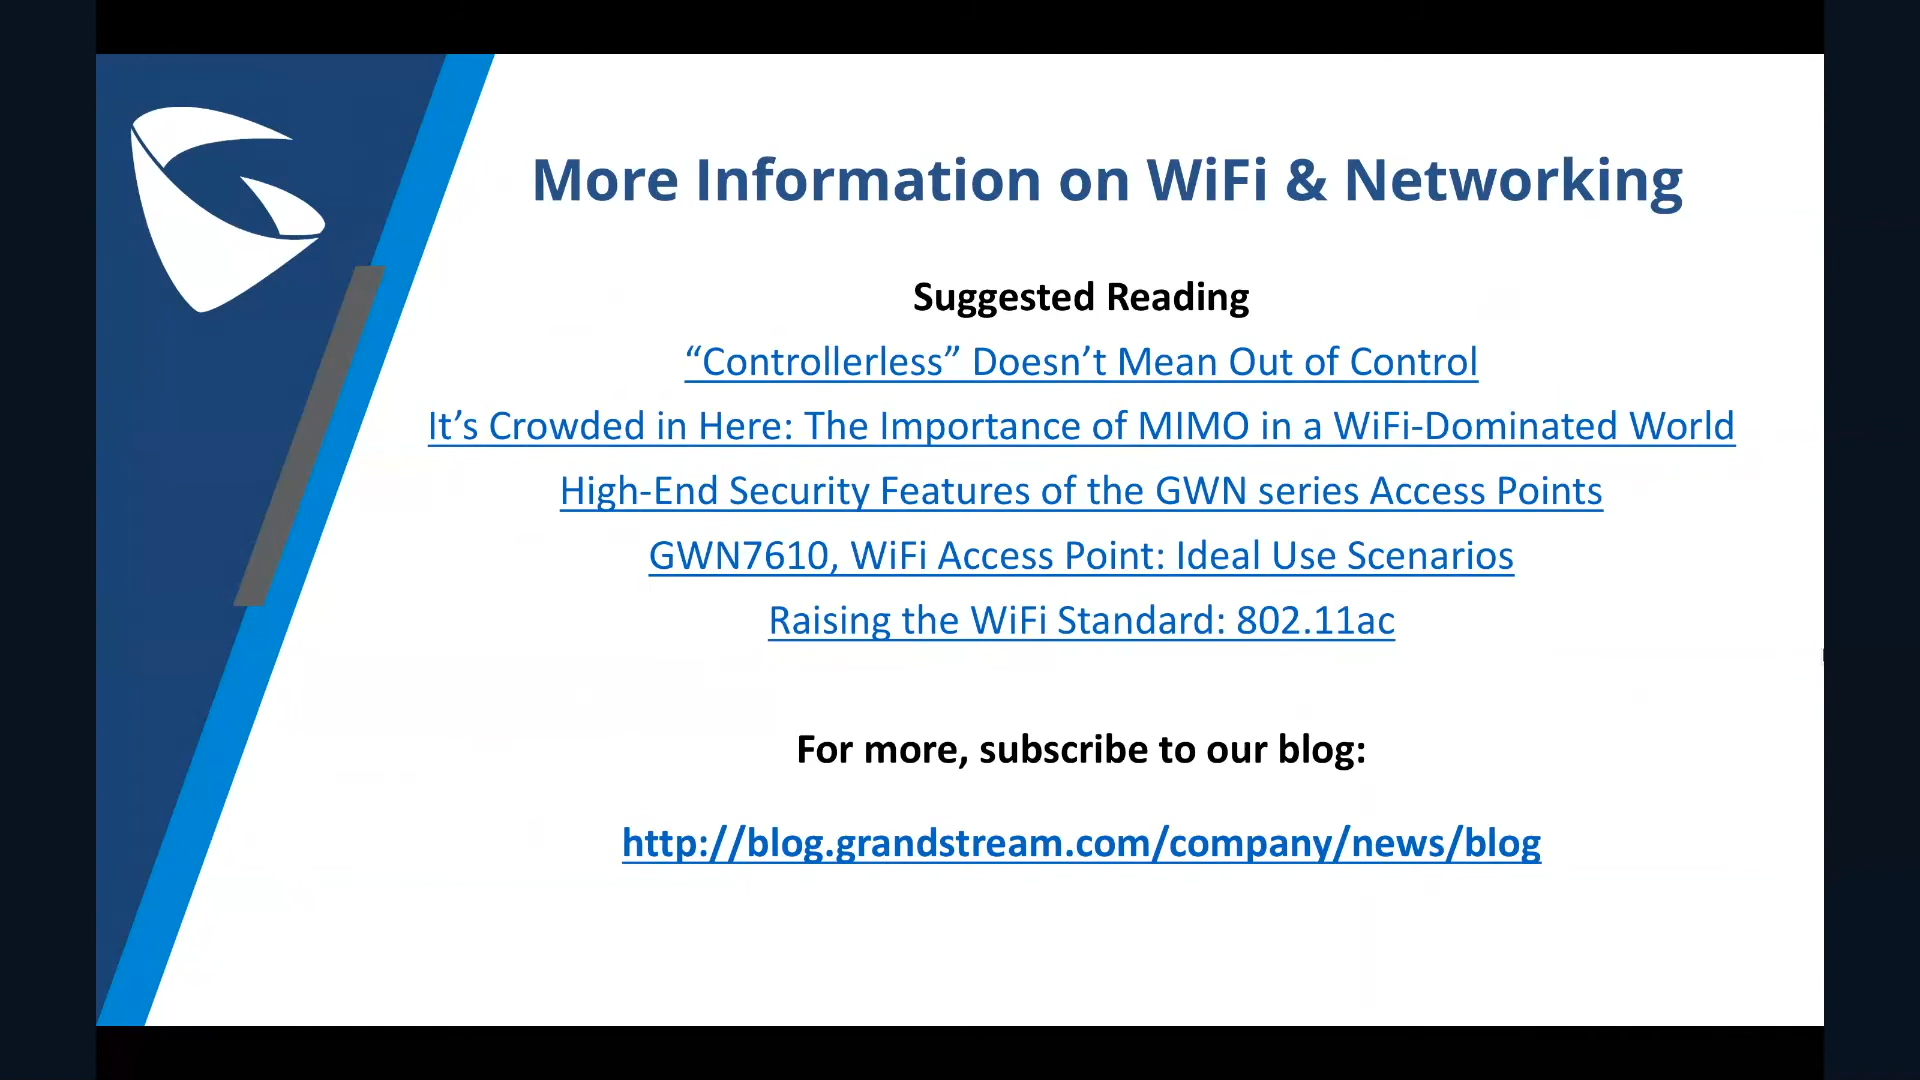 More Information on WiFi & Networking
Suggested Reading
“Controllerless” Doesn’t Mean Out of Control
It’s Crowded in Here: The Importance of MIMO in a WiFi-Dominated World
High-End Security Features of the GWN series Access Points
GWN7610, WiFi Access Point: Ideal Use Scenarios
Raising the WiFi Standard: 802.11ac
For more, subscribe to our blog:
http://blog.grandstream.com/company/news/blog